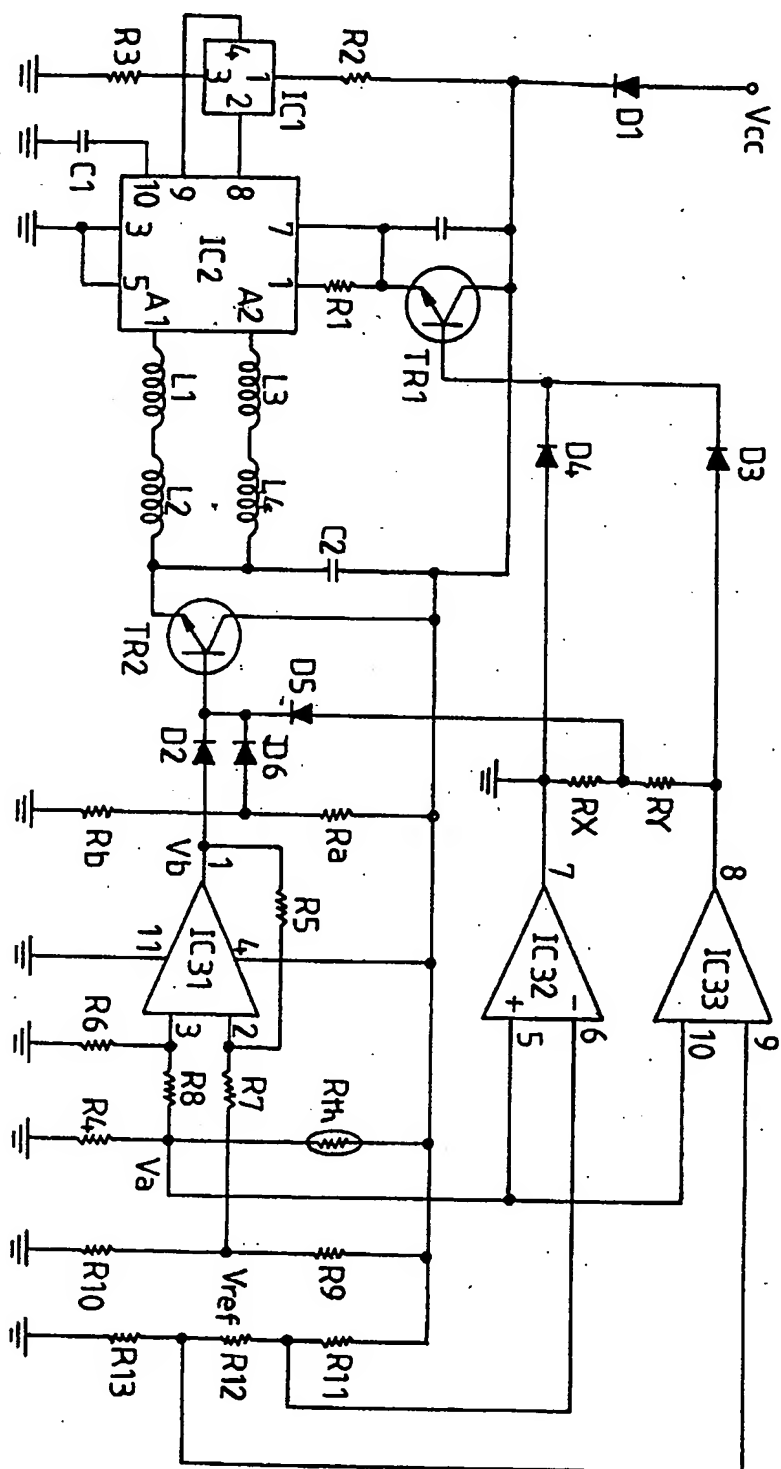 Vcc
D1
R2
1
4
3
2
IC1
R3
C1
8
9
10
7
1
3
5
IC2
A2
A1
R1
TR1
L3
L4
L1
L2
C2
TR2
D3
D4
D5
D6
D2
RY
RX
Ra
Rb
8
IC33
9
10
7
IC32
-
+
6
5
R5
1
Vb
4
IC31
11
2
3
R7
R8
R6
Rth
R4
Va
R9
Vref
R10
R11
R12
R13